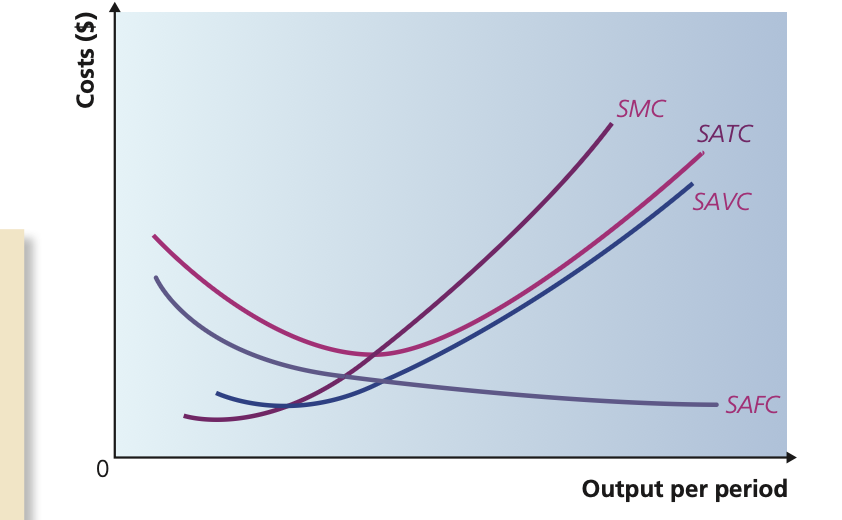 Costs ($)
SMC
SATC
SAVC
SAFC
0
Output per period